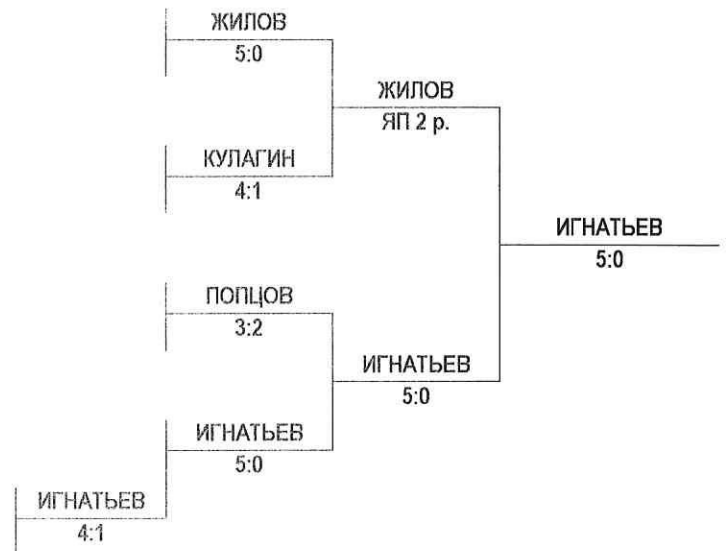 ЖИЛОВ
5:0
ЖИЛОВ
ЯП 2 р.
КУЛАГИН
4:1
ИГНАТЬЕВ
5:0
ПОПЦОВ
3:2
ИГНАТЬЕВ
5:0
ИГНАТЬЕВ
5:0
ИГНАТЬЕВ
4:1